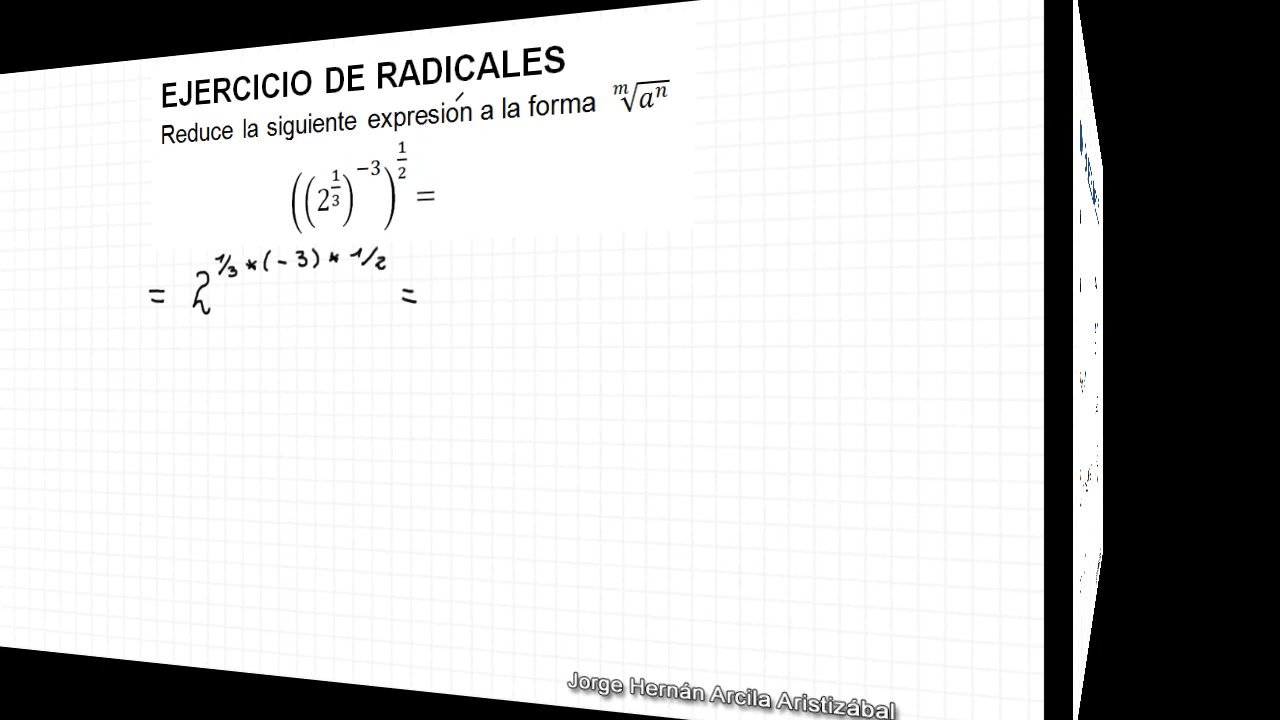 EJERCICIO DE RADICALES
Reduce la siguiente expresión a la forma ᵐ√aⁿ
((2^{1/3})^{-3})^{1/2} =
= 2^{1/3 * (-3) * 1/2} =
Jorge Hernán Arcila Aristizábal